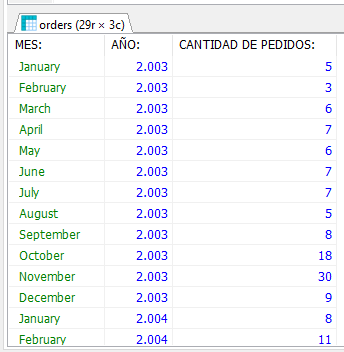 orders (29r × 3c)
MES: AÑO: CANTIDAD DE PEDIDOS:
January 2.003 5
February 2.003 3
March 2.003 6
April 2.003 7
May 2.003 6
June 2.003 7
July 2.003 7
August 2.003 5
September 2.003 8
October 2.003 18
November 2.003 30
December 2.003 9
January 2.004 8
February 2.004 11